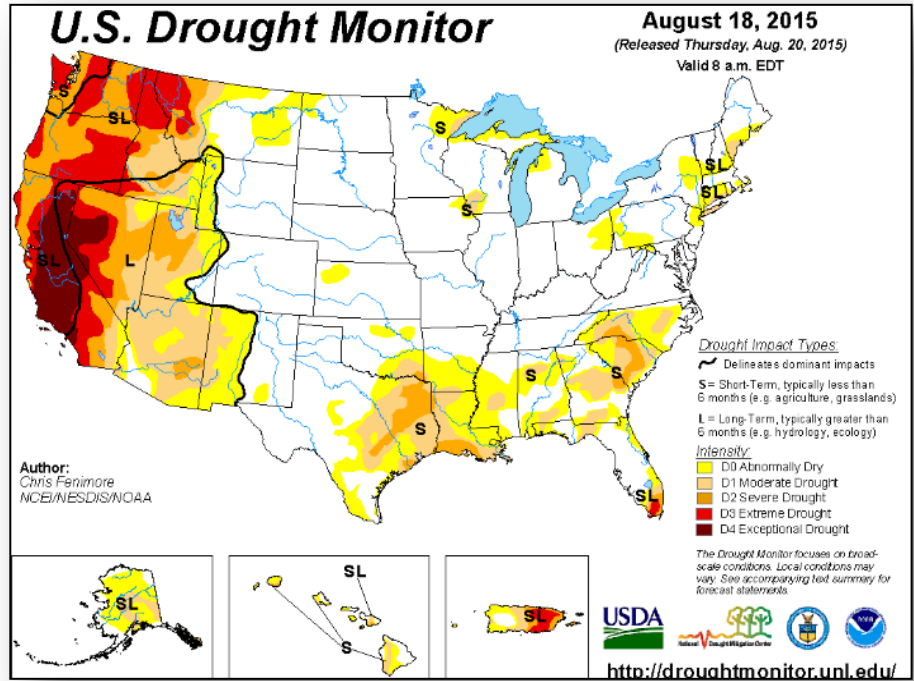 U.S. Drought Monitor
August 18, 2015
(Released Thursday, Aug. 20, 2015)
Valid 8 a.m. EDT
S
SL
S
SL
SL
S
SL
L
S
S
S
S
SL
Drought Impact Types:
Delineates dominant impacts
S = Short-Term, typically less than
6 months (e.g. agriculture, grasslands)
L = Long-Term, typically greater than
6 months (e.g. hydrology, ecology)
Intensity:
D0 Abnormally Dry
D1 Moderate Drought
D2 Severe Drought
D3 Extreme Drought
D4 Exceptional Drought
Author:
Chris Fenimore
NCEI/NESDIS/NOAA
The Drought Monitor focuses on broad-
scale conditions. Local conditions may
vary. See accompanying text summary for
forecast statements.
SL
SL
S
SL
USDA
National Drought Mitigation Center
http://droughtmonitor.unl.edu/